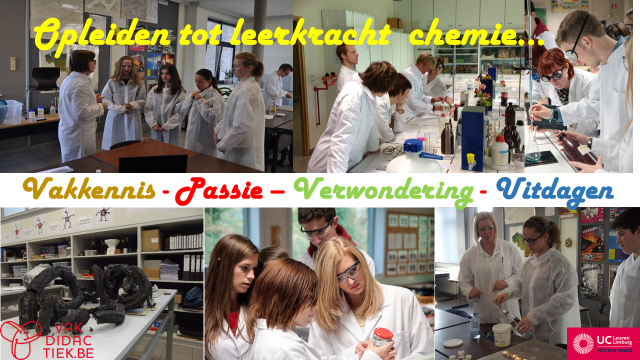 Opleiden tot leerkracht chemie...
Vakkennis - Passie – Verwondering - Uitdagen
VAK
DIDAC
TIEK.BE
UC Leuven
Limburg